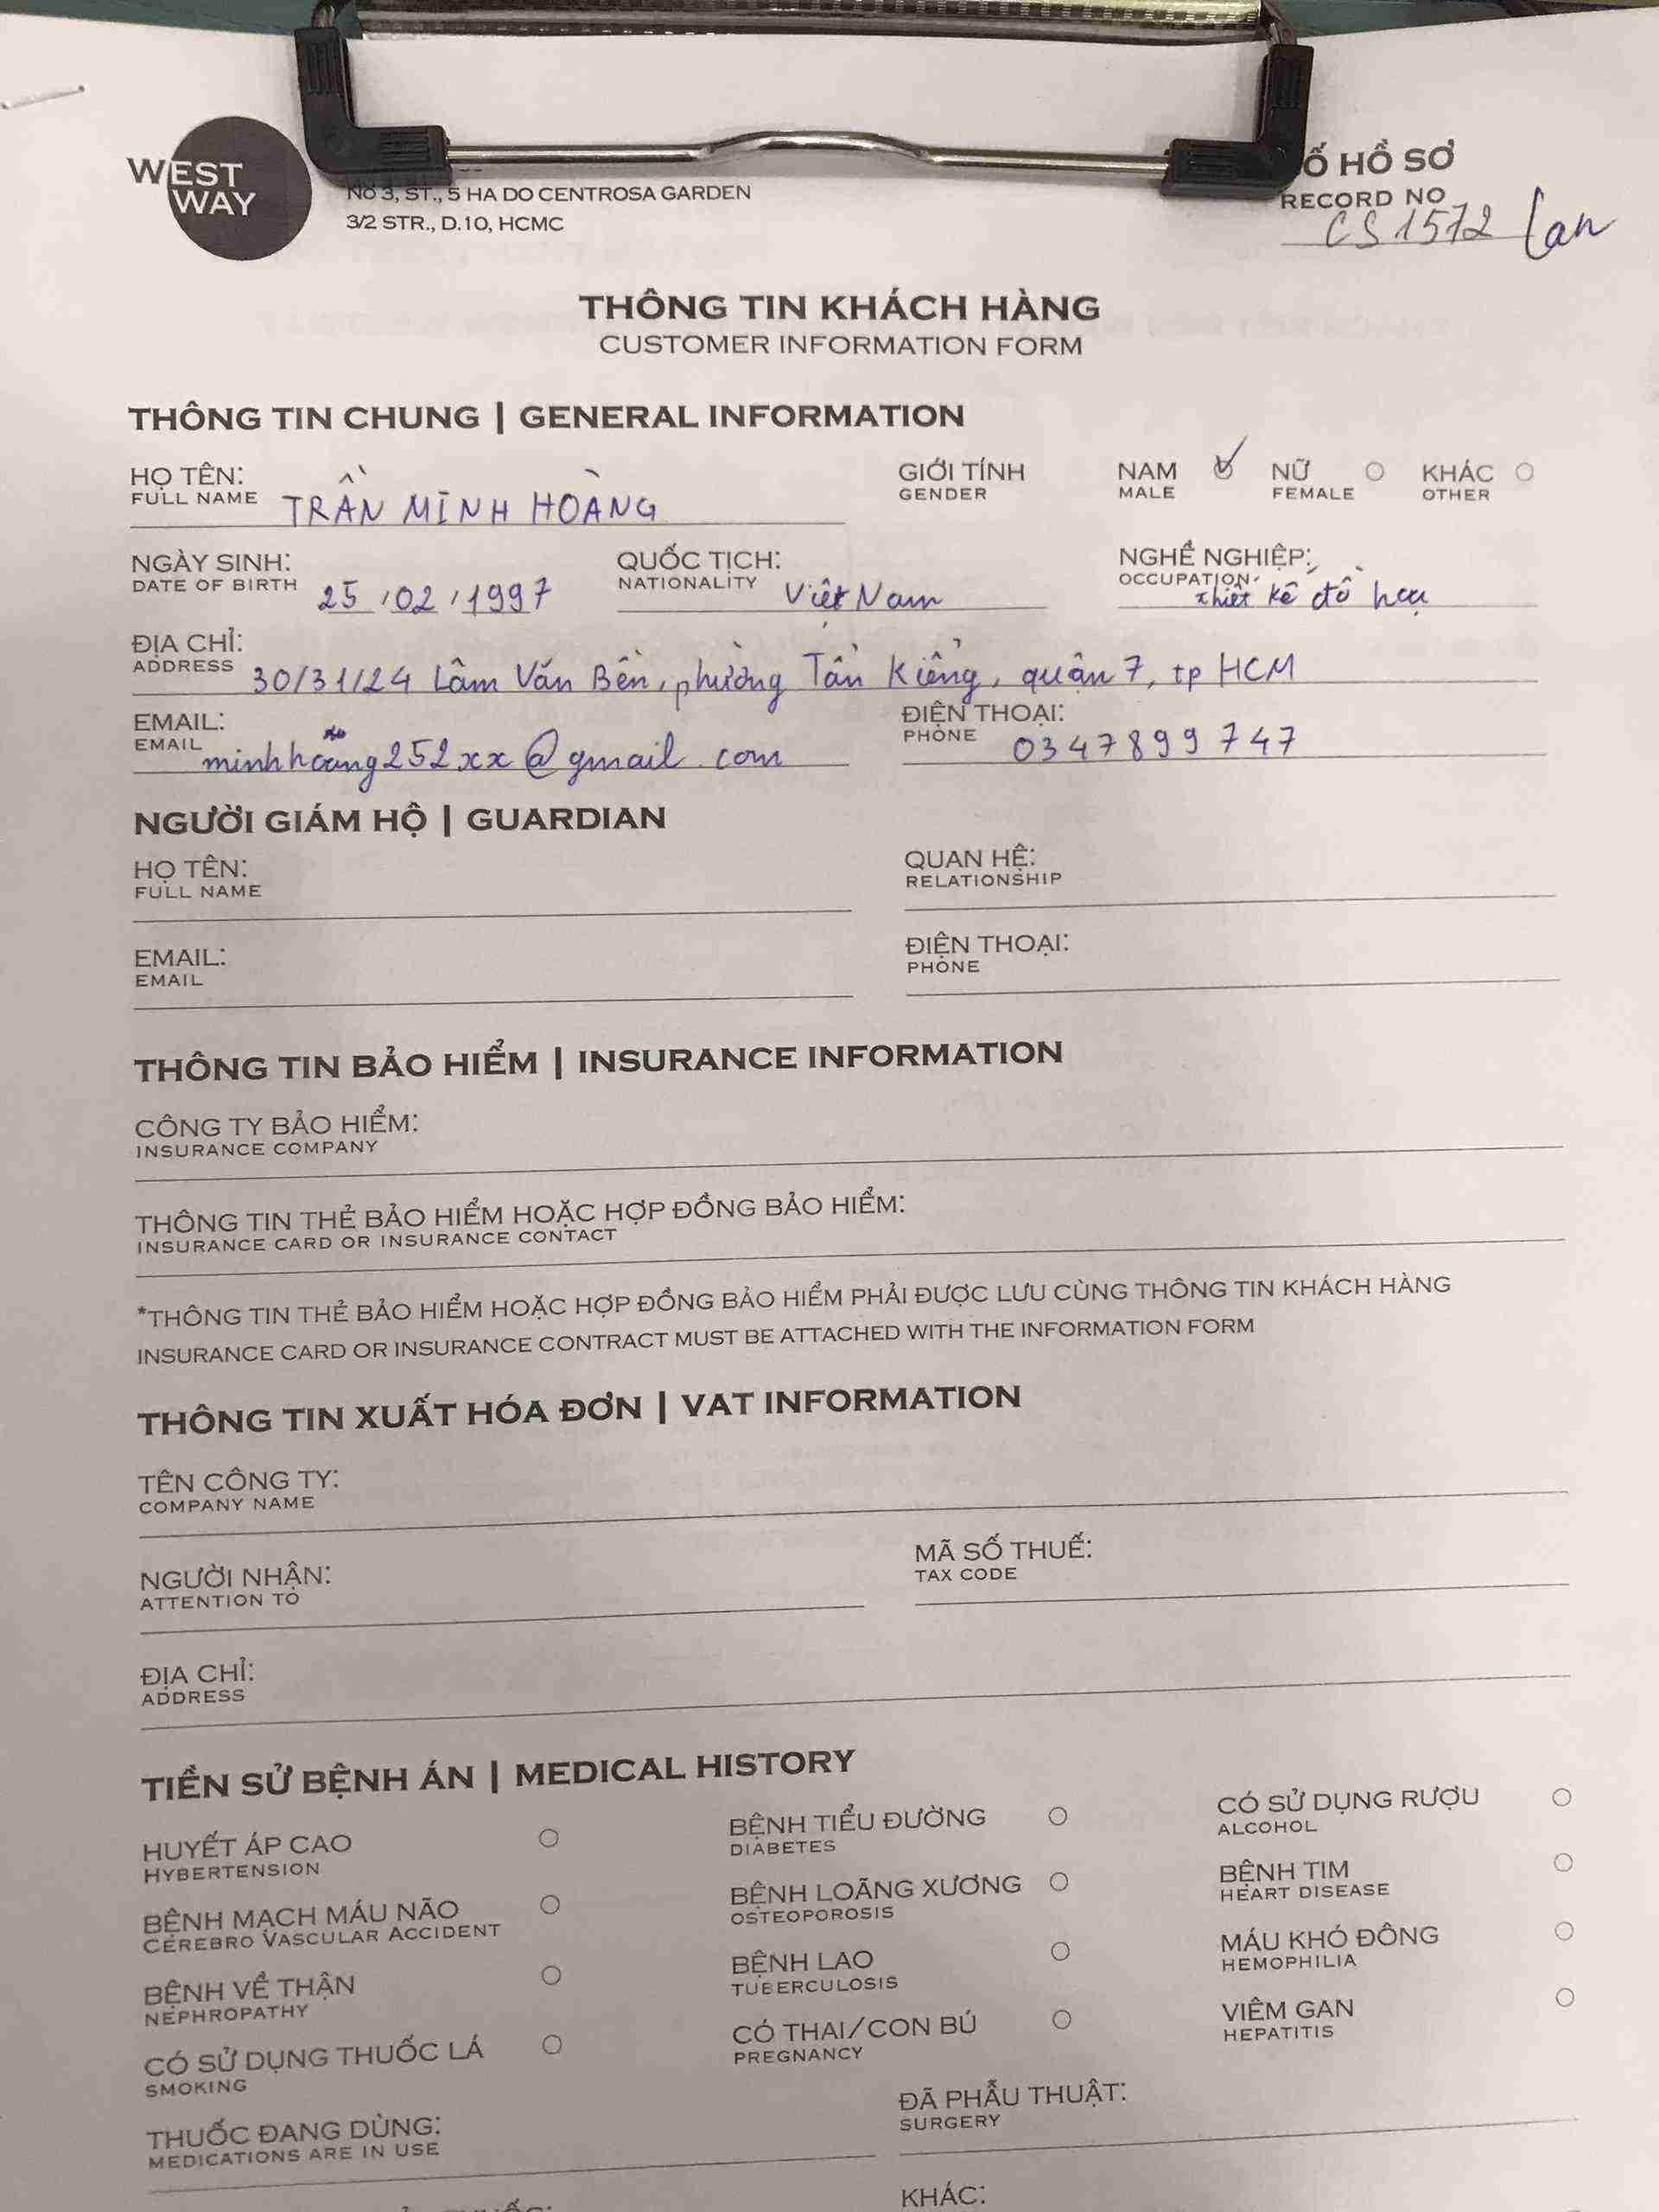 WEST
WAY
No 3, ST., 5 HA DO CENTROSA GARDEN
3/2 STR., D.10, HCMC
Ố HỒ SƠ
RECORD NO
CS1572 Lan
THÔNG TIN KHÁCH HÀNG
CUSTOMER INFORMATION FORM
THÔNG TIN CHUNG | GENERAL INFORMATION
HỌ TÊN: GIỚI TÍNH NAM NỮ KHÁC
FULL NAME TRẦN MINH HOÀNG GENDER MALE FEMALE OTHER
NGÀY SINH: QUỐC TỊCH: NGHỀ NGHIỆP:
DATE OF BIRTH 25 / 02 / 1997 NATIONALITY Việt Nam OCCUPATION thiết kế đồ hoạ
ĐỊA CHỈ:
ADDRESS 30/31/24 Lâm Văn Bền, phường Tân Kiểng, quận 7, tp HCM
EMAIL: ĐIỆN THOẠI:
EMAIL minhhoang252xx@gmail.com PHONE 0347899747
NGƯỜI GIÁM HỘ | GUARDIAN
HỌ TÊN: QUAN HỆ:
FULL NAME RELATIONSHIP
EMAIL: ĐIỆN THOẠI:
EMAIL PHONE
THÔNG TIN BẢO HIỂM | INSURANCE INFORMATION
CÔNG TY BẢO HIỂM:
INSURANCE COMPANY
THÔNG TIN THẺ BẢO HIỂM HOẶC HỢP ĐỒNG BẢO HIỂM:
INSURANCE CARD OR INSURANCE CONTACT
*THÔNG TIN THẺ BẢO HIỂM HOẶC HỢP ĐỒNG BẢO HIỂM PHẢI ĐƯỢC LƯU CÙNG THÔNG TIN KHÁCH HÀNG
INSURANCE CARD OR INSURANCE CONTRACT MUST BE ATTACHED WITH THE INFORMATION FORM
THÔNG TIN XUẤT HÓA ĐƠN | VAT INFORMATION
TÊN CÔNG TY:
COMPANY NAME
NGƯỜI NHẬN: MÃ SỐ THUẾ:
ATTENTION TO TAX CODE
ĐỊA CHỈ:
ADDRESS
TIỀN SỬ BỆNH ÁN | MEDICAL HISTORY
HUYẾT ÁP CAO BỆNH TIỂU ĐƯỜNG CÓ SỬ DỤNG RƯỢU
HYBERTENSION DIABETES ALCOHOL
BỆNH MẠCH MÁU NÃO BỆNH LOÃNG XƯƠNG BỆNH TIM
CEREBRO VASCULAR ACCIDENT OSTEOPOROSIS HEART DISEASE
BỆNH VỀ THẬN BỆNH LAO MÁU KHÓ ĐÔNG
NEPHROPATHY TUBERCULOSIS HEMOPHILIA
CÓ SỬ DỤNG THUỐC LÁ CÓ THAI/CON BÚ VIÊM GAN
SMOKING PREGNANCY HEPATITIS
THUỐC ĐANG DÙNG: ĐÃ PHẪU THUẬT:
MEDICATIONS ARE IN USE SURGERY
KHÁC: